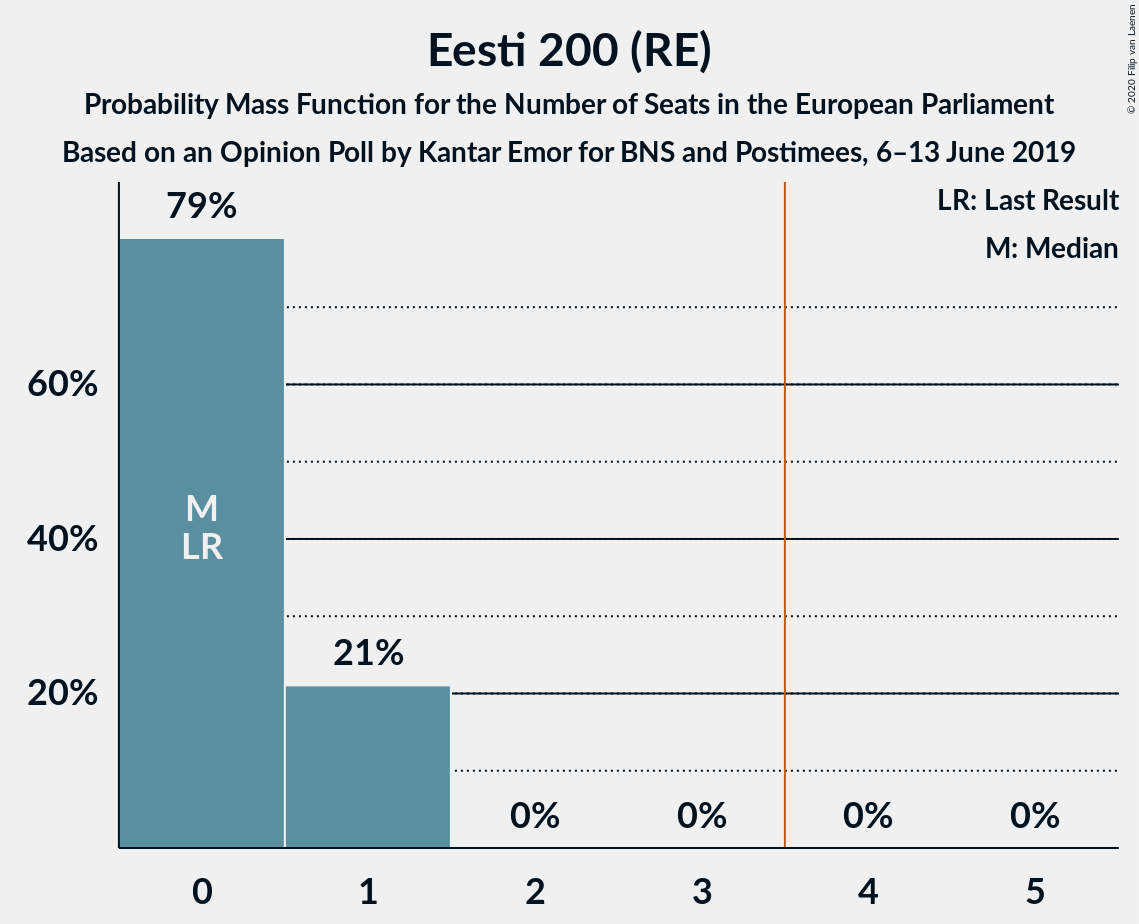 Eesti 200 (RE)
Probability Mass Function for the Number of Seats in the European Parliament
Based on an Opinion Poll by Kantar Emor for BNS and Postimees, 6–13 June 2019
© 2020 Filip van Laenen
LR: Last Result
M: Median
79%
60%
M
40%
LR
21%
20%
0% 0% 0% 0%
0 1 2 3 4 5